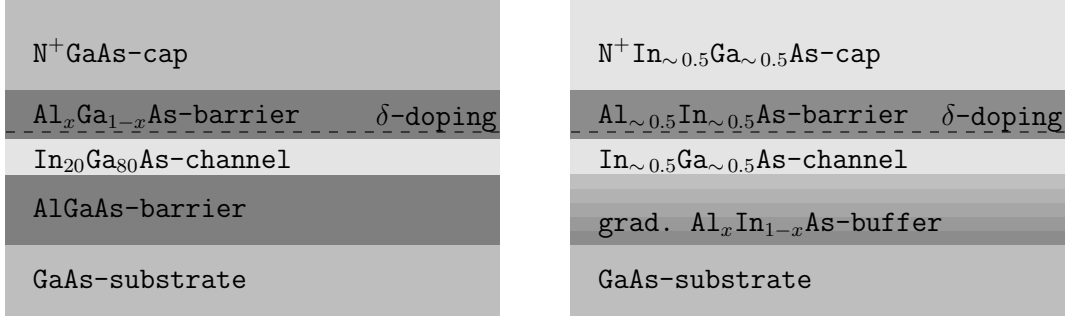 N⁺GaAs-cap
AlₓGa₁₋ₓAs-barrier δ-doping
In₂₀Ga₈₀As-channel
AlGaAs-barrier
GaAs-substrate
N⁺In∼₀.₅Ga∼₀.₅As-cap
Al∼₀.₅In∼₀.₅As-barrier δ-doping
In∼₀.₅Ga∼₀.₅As-channel
grad. AlₓIn₁₋ₓAs-buffer
GaAs-substrate